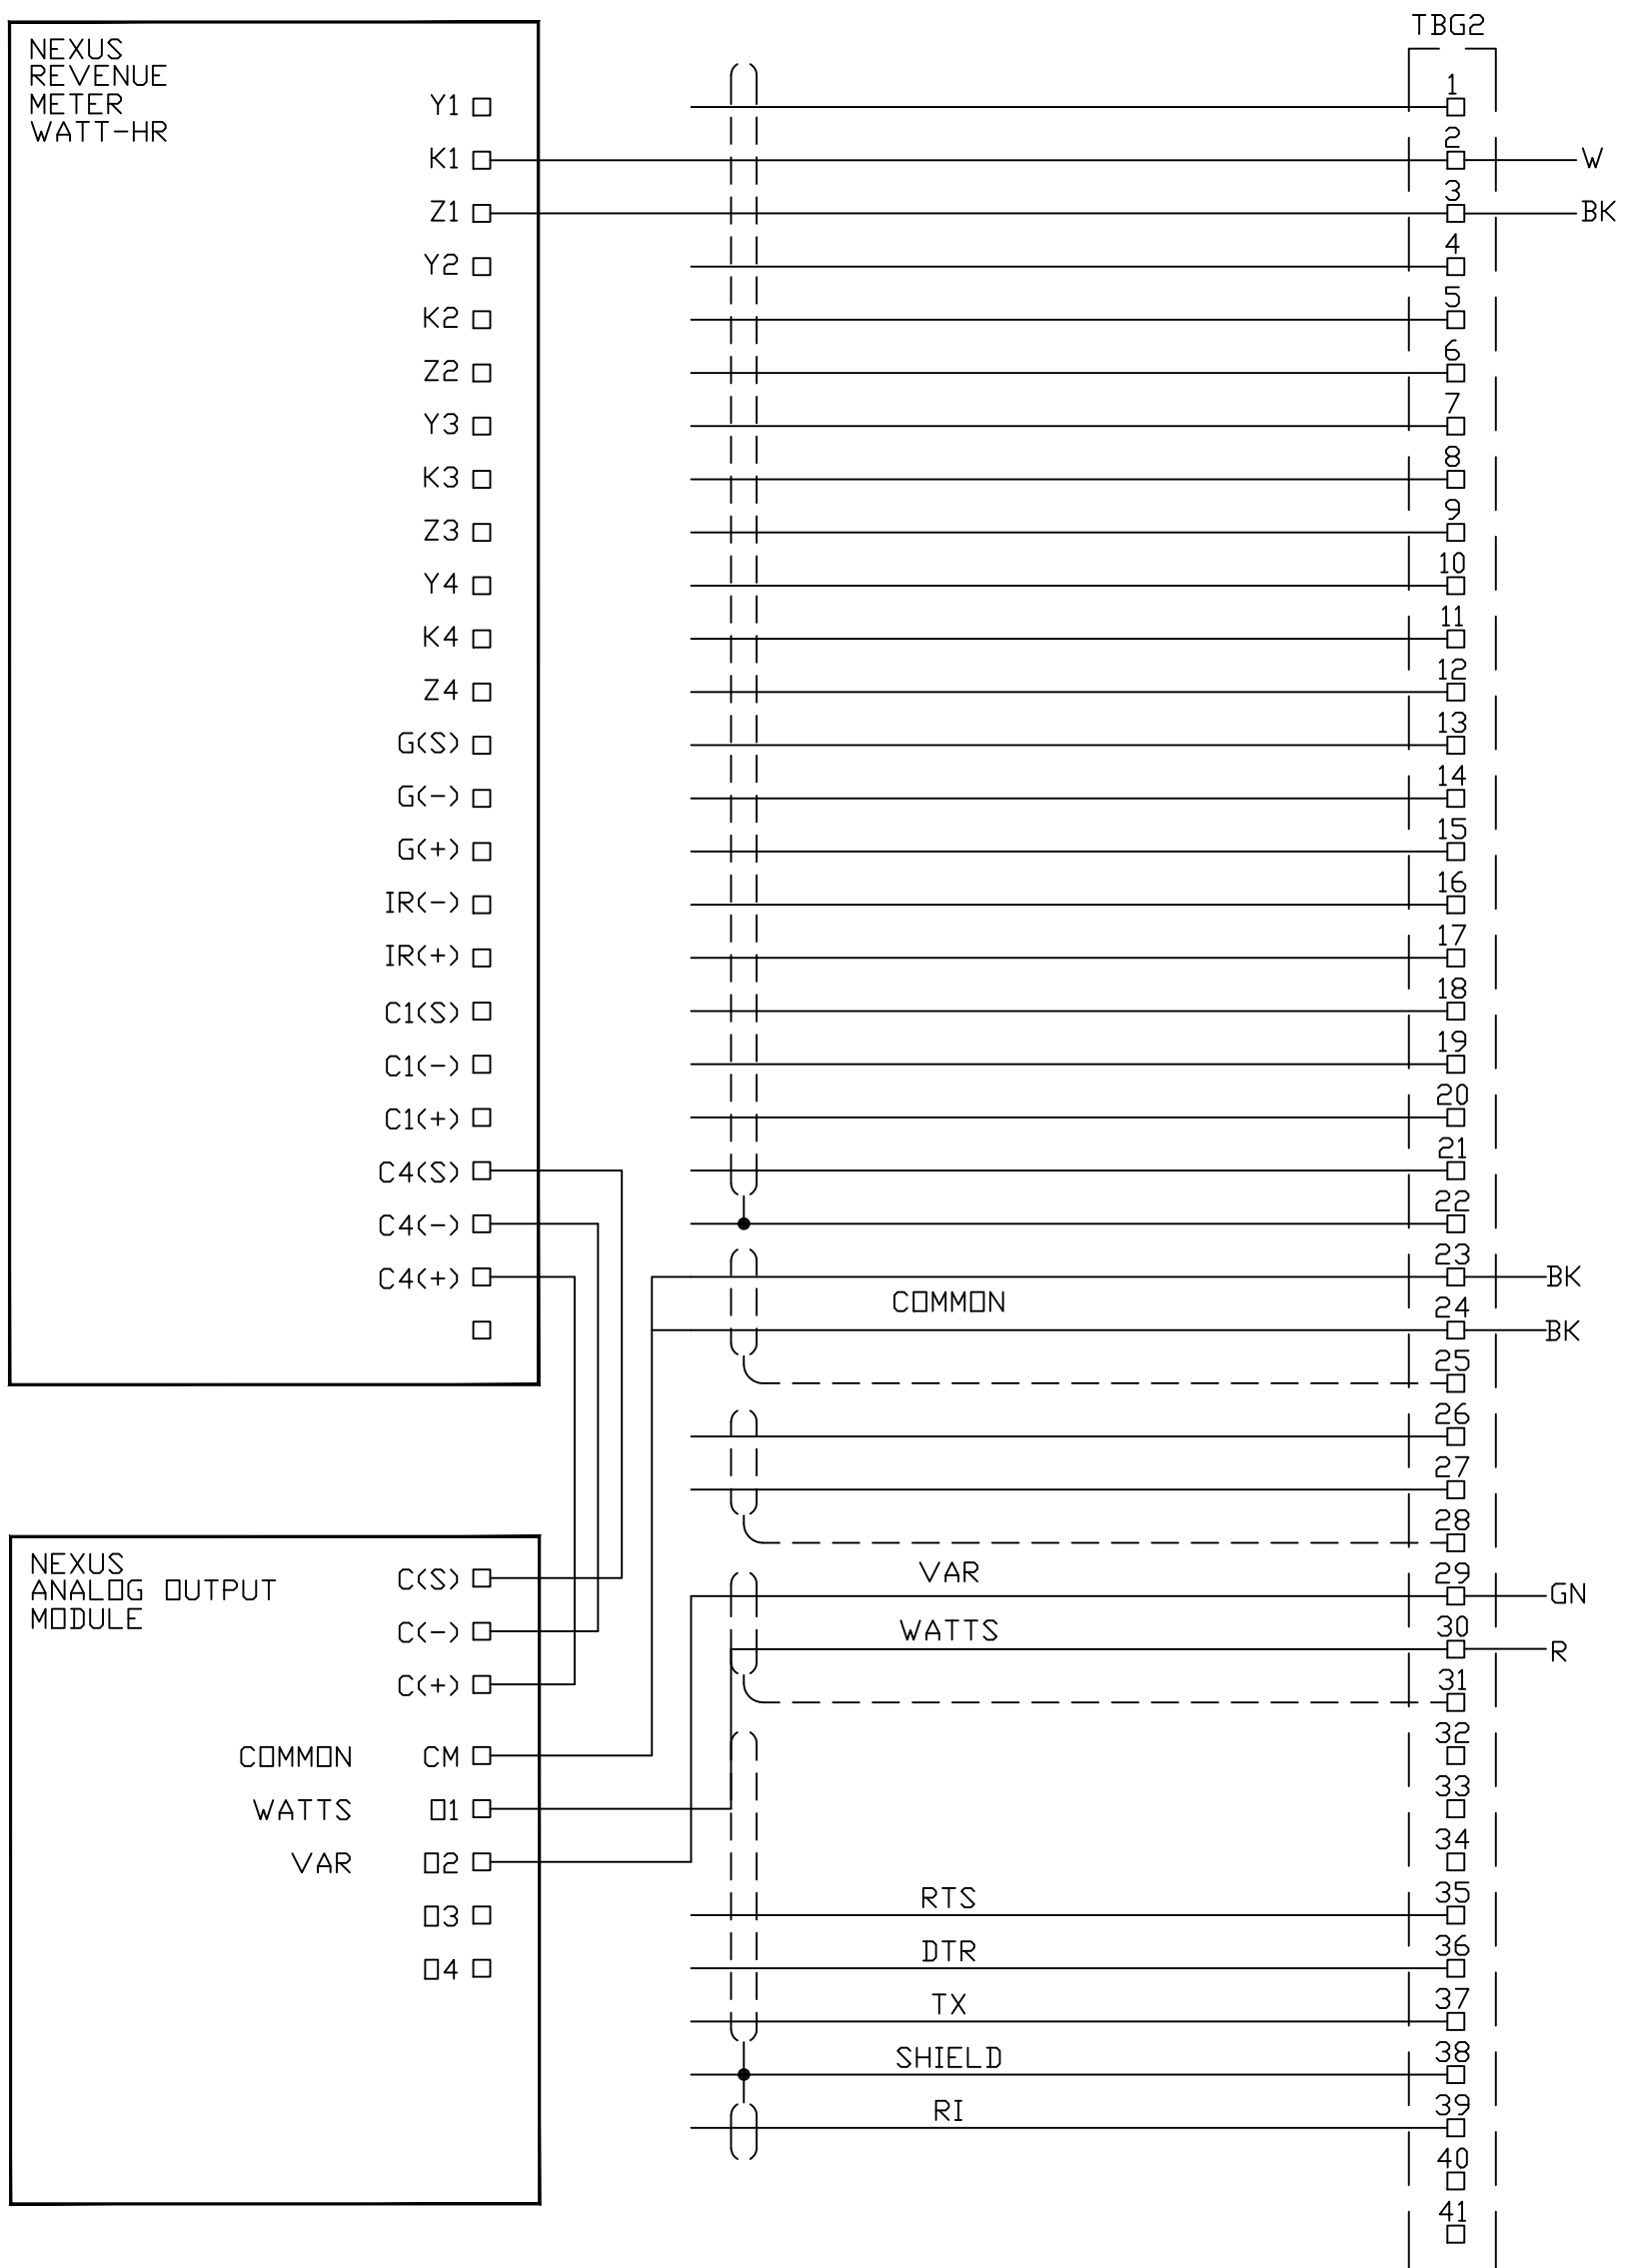 TBG2
NEXUS
REVENUE
METER
WATT-HR
Y1 1
K1 2 W
Z1 3 BK
Y2 4
K2 5
Z2 6
Y3 7
K3 8
Z3 9
Y4 10
K4 11
Z4 12
G(S) 13
G(-) 14
G(+) 15
IR(-) 16
IR(+) 17
C1(S) 18
C1(-) 19
C1(+) 20
C4(S) 21
C4(-) 22
C4(+) 23 BK
COMMON
24 BK
25
26
27
28
NEXUS
ANALOG OUTPUT
MODULE
C(S) VAR 29 GN
C(-) WATTS 30 R
C(+) 31
COMMON CM 32
WATTS O1 33
VAR O2 34
O3 RTS 35
O4 DTR 36
TX 37
SHIELD 38
RI 39
40
41